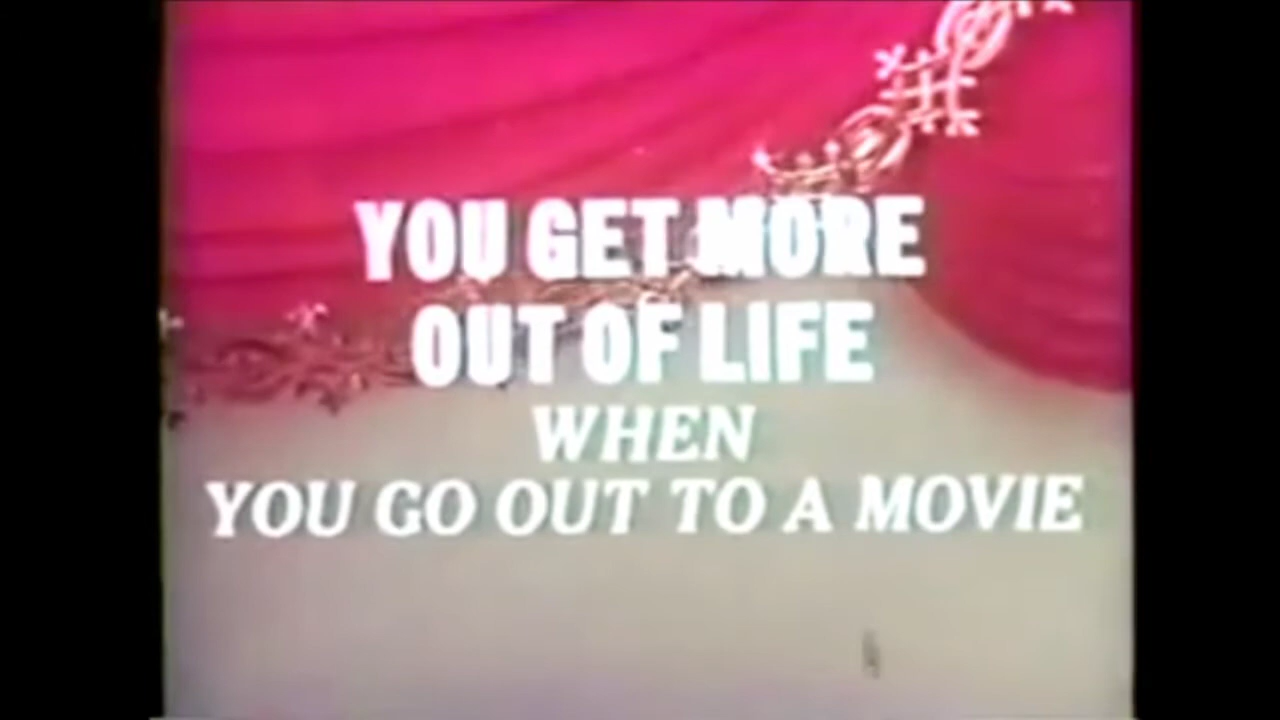 YOU GET MORE
OUT OF LIFE
WHEN
YOU GO OUT TO A MOVIE